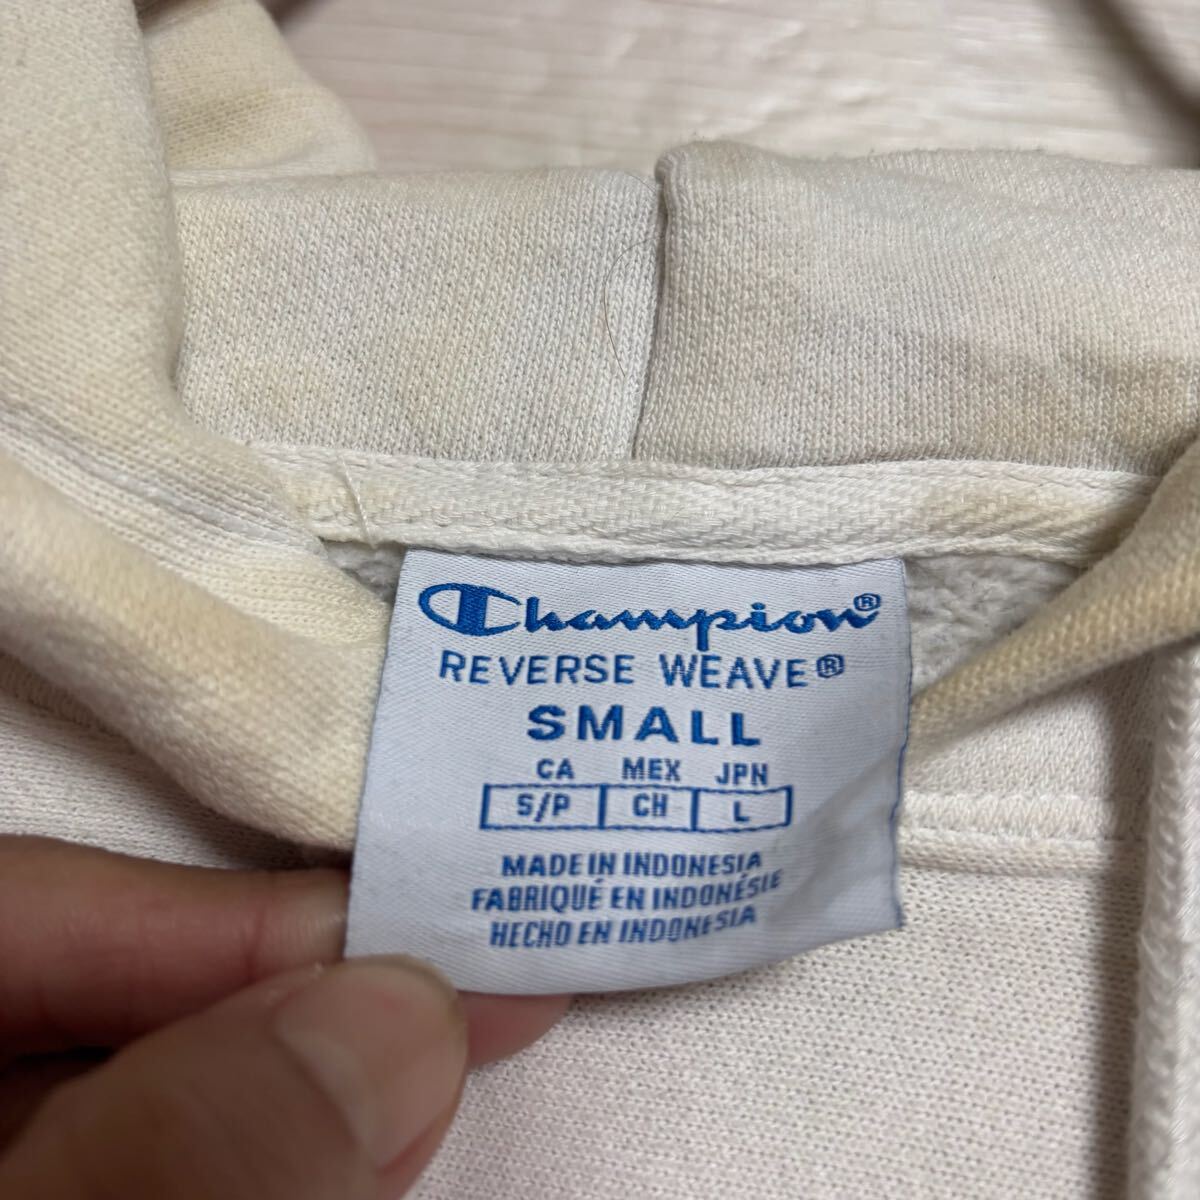 Champion®
REVERSE WEAVE®
SMALL
CA MEX JPN
S/P CH L
MADE IN INDONESIA
FABRIQUÉ EN INDONÉSIE
HECHO EN INDONESIA